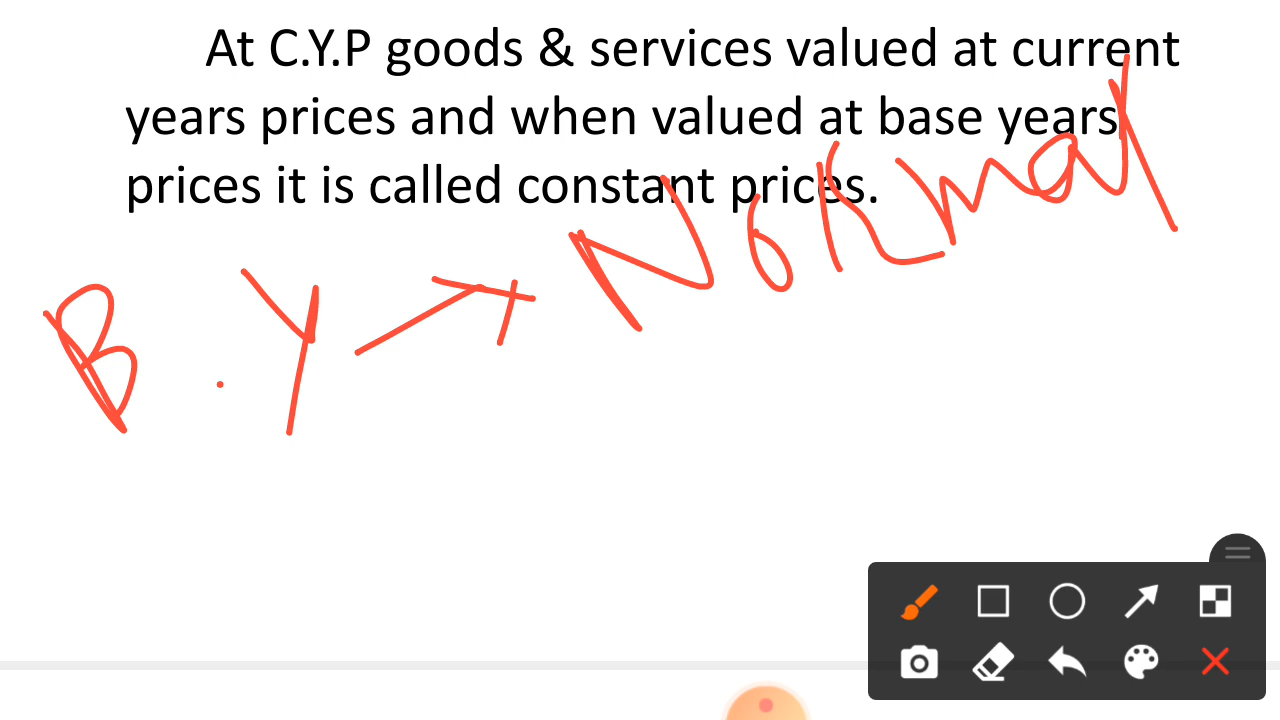 At C.Y.P goods & services valued at current
years prices and when valued at base years
prices it is called constant prices.
B.Y → Normal